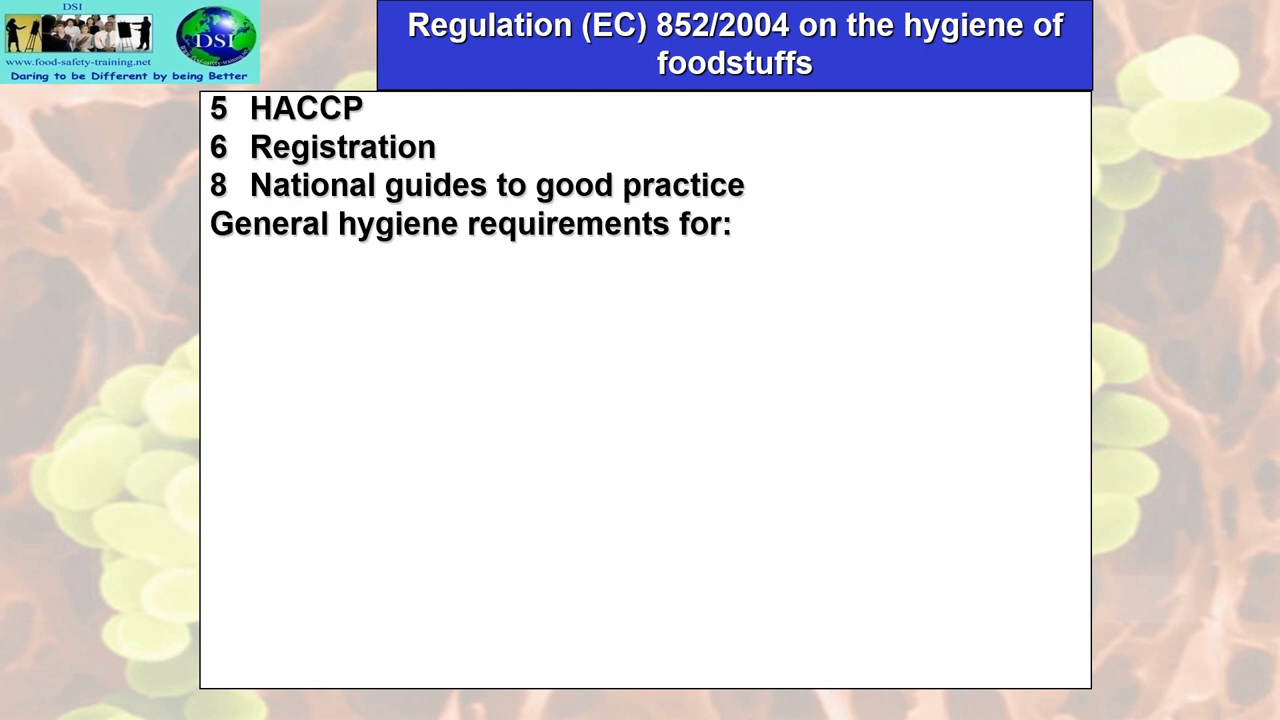 DSI
DSI
www.food-safety-training.net
Daring to be Different by being Better
Regulation (EC) 852/2004 on the hygiene of
foodstuffs
5 HACCP
6 Registration
8 National guides to good practice
General hygiene requirements for: